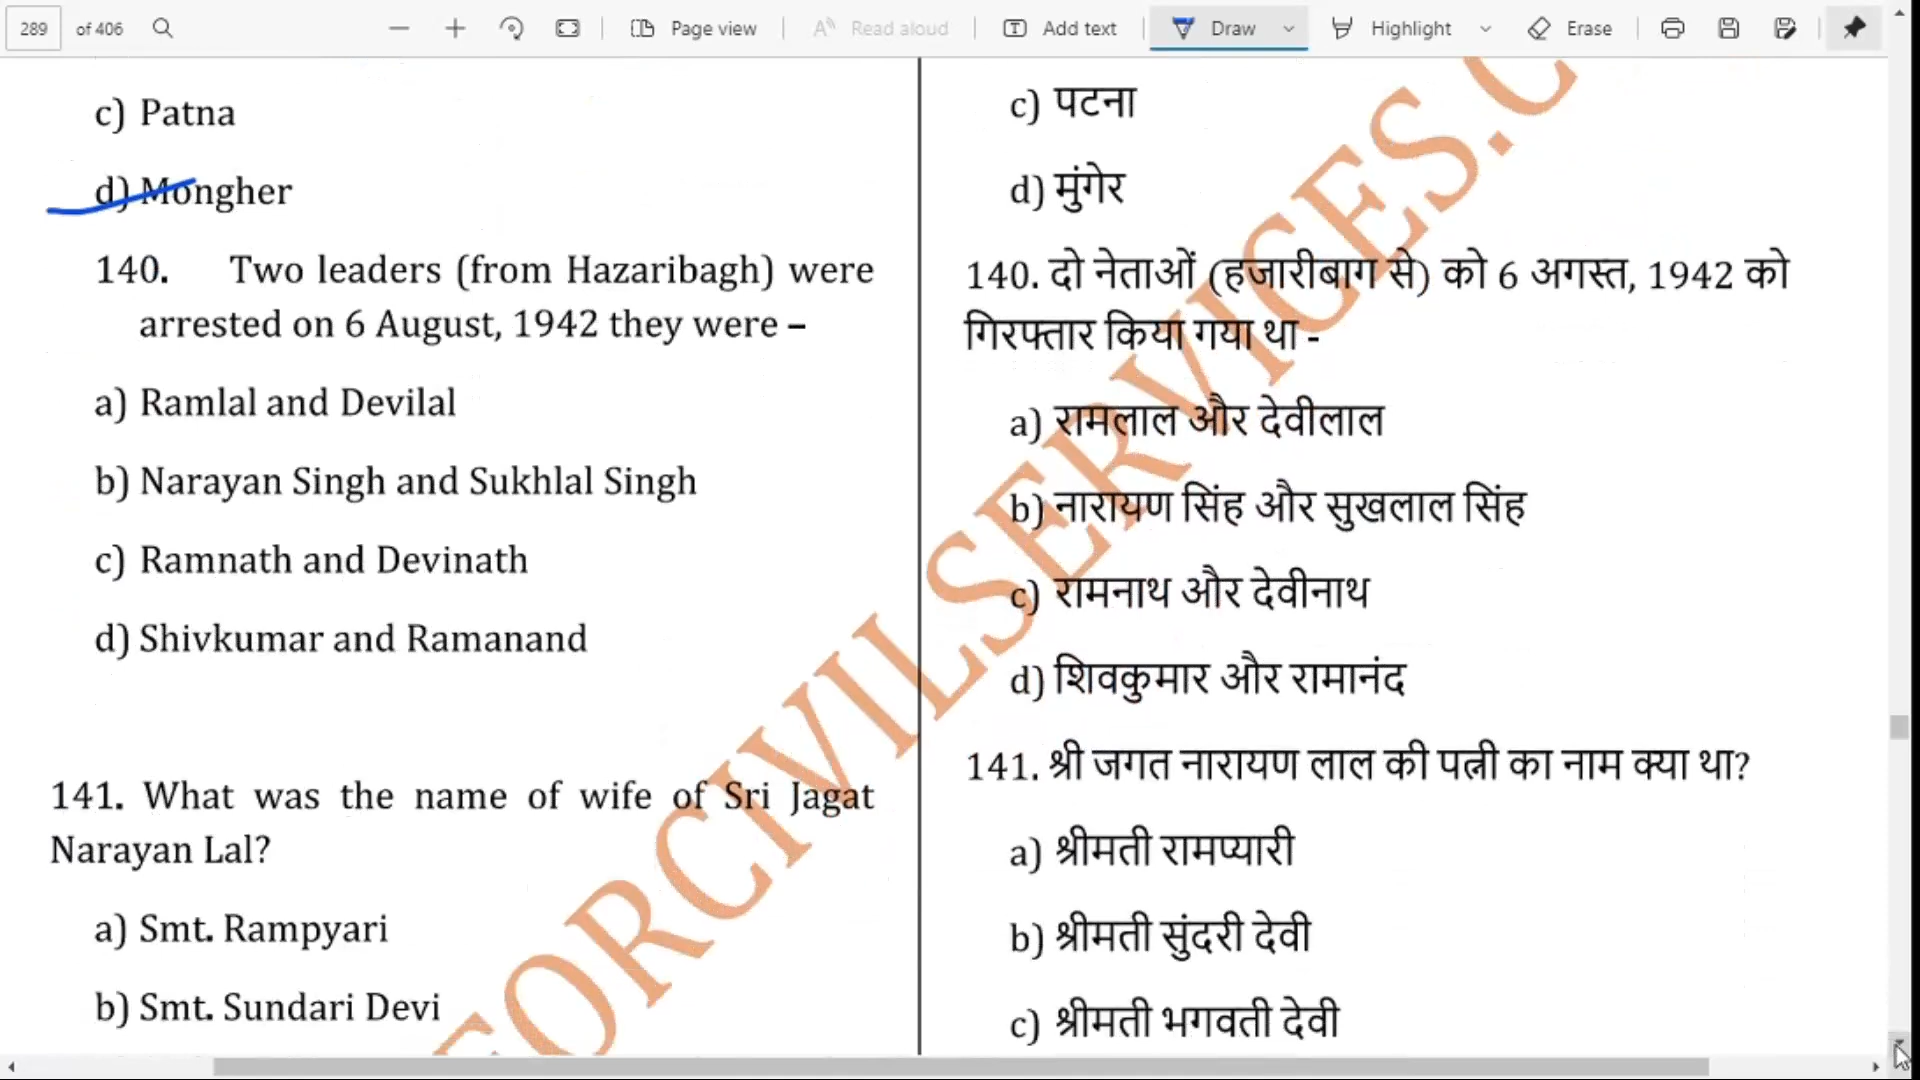 289 of 406 Page view Read aloud Add text Draw Highlight Erase
c) Patna
d) Mongher
140. Two leaders (from Hazaribagh) were
arrested on 6 August, 1942 they were –
a) Ramlal and Devilal
b) Narayan Singh and Sukhlal Singh
c) Ramnath and Devinath
d) Shivkumar and Ramanand
141. What was the name of wife of Sri Jagat
Narayan Lal?
a) Smt. Rampyari
b) Smt. Sundari Devi
c) पटना
d) मुंगेर
140. दो नेताओं (हजारीबाग से) को 6 अगस्त, 1942 को
गिरफ्तार किया गया था -
a) रामलाल और देवीलाल
b) नारायण सिंह और सुखलाल सिंह
c) रामनाथ और देवीनाथ
d) शिवकुमार और रामानंद
141. श्री जगत नारायण लाल की पत्नी का नाम क्या था?
a) श्रीमती रामप्यारी
b) श्रीमती सुंदरी देवी
c) श्रीमती भगवती देवी
FORCIVILSERVICES.C